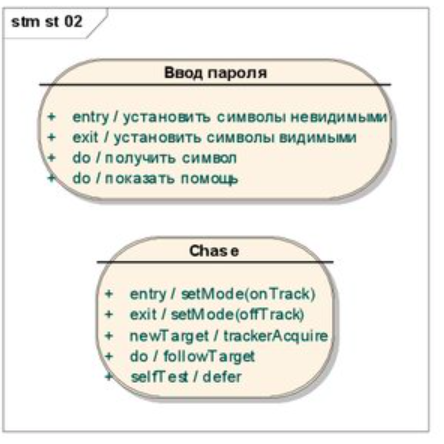 stm st 02
Ввод пароля
+ entry / установить символы невидимыми
+ exit / установить символы видимыми
+ do / получить символ
+ do / показать помощь
Chase
+ entry / setMode(onTrack)
+ exit / setMode(offTrack)
+ newTarget / trackerAcquire
+ do / followTarget
+ selfTest / defer